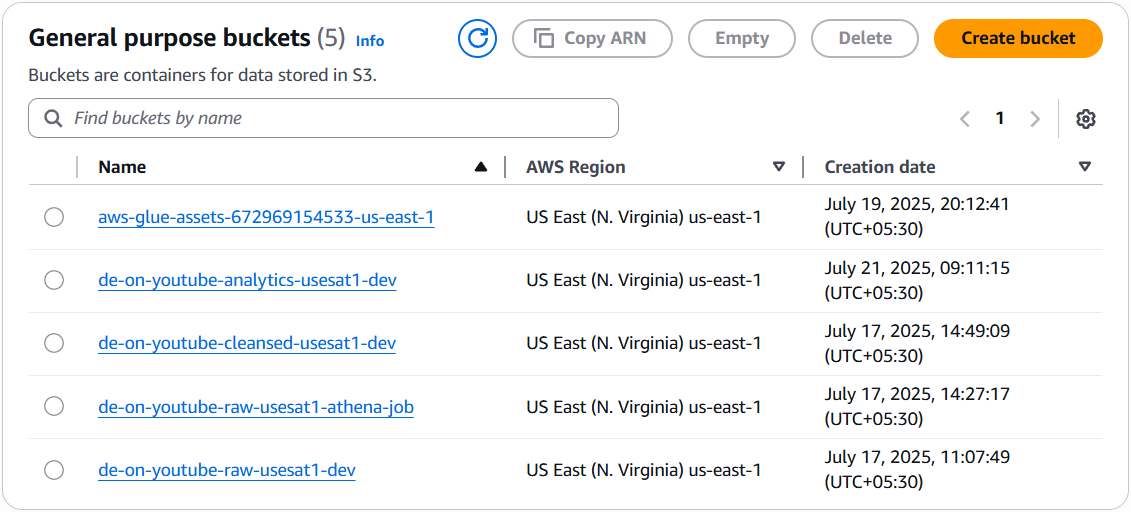 General purpose buckets (5) Info
Copy ARN
Empty
Delete
Create bucket
Buckets are containers for data stored in S3.
Find buckets by name
1
Name AWS Region Creation date
aws-glue-assets-672969154533-us-east-1 US East (N. Virginia) us-east-1 July 19, 2025, 20:12:41
(UTC+05:30)
de-on-youtube-analytics-usesat1-dev US East (N. Virginia) us-east-1 July 21, 2025, 09:11:15
(UTC+05:30)
de-on-youtube-cleansed-usesat1-dev US East (N. Virginia) us-east-1 July 17, 2025, 14:49:09
(UTC+05:30)
de-on-youtube-raw-usesat1-athena-job US East (N. Virginia) us-east-1 July 17, 2025, 14:27:17
(UTC+05:30)
de-on-youtube-raw-usesat1-dev US East (N. Virginia) us-east-1 July 17, 2025, 11:07:49
(UTC+05:30)